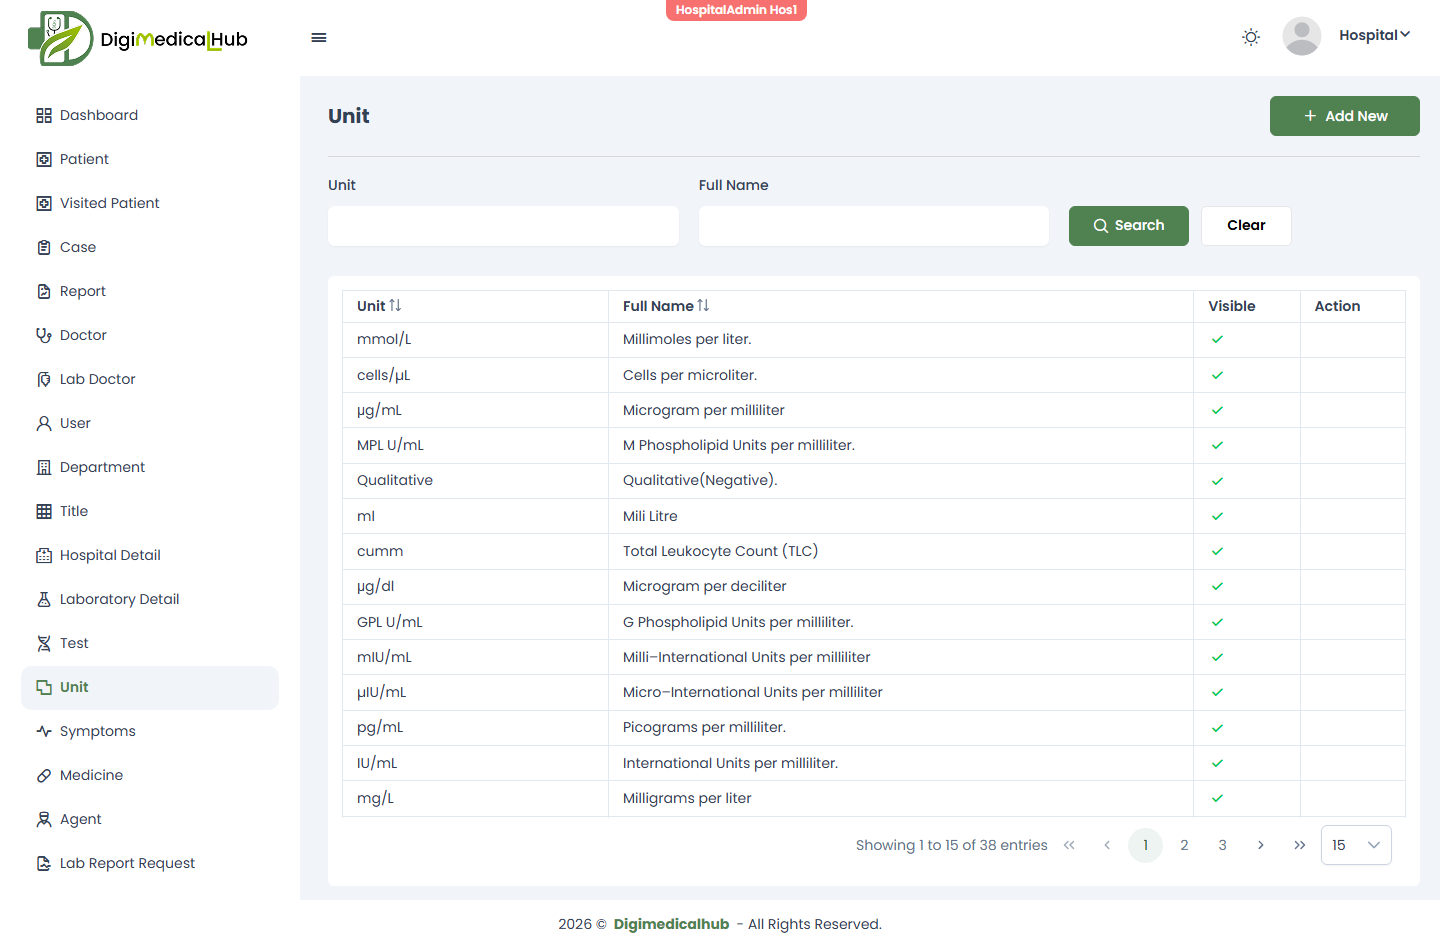 HospitalAdmin Hos1
DigiMedicalHub
Hospital
Dashboard
Patient
Visited Patient
Case
Report
Doctor
Lab Doctor
User
Department
Title
Hospital Detail
Laboratory Detail
Test
Unit
Symptoms
Medicine
Agent
Lab Report Request
Unit
Add New
Unit Full Name
Search Clear
Unit Full Name Visible Action
mmol/L Millimoles per liter.
cells/µL Cells per microliter.
µg/mL Microgram per milliliter
MPL U/mL M Phospholipid Units per milliliter.
Qualitative Qualitative(Negative).
ml Mili Litre
cumm Total Leukocyte Count (TLC)
µg/dl Microgram per deciliter
GPL U/mL G Phospholipid Units per milliliter.
mIU/mL Milli-International Units per milliliter
µIU/mL Micro-International Units per milliliter
pg/mL Picograms per milliliter.
IU/mL International Units per milliliter.
mg/L Milligrams per liter
Showing 1 to 15 of 38 entries « ‹ 1 2 3 › » 15
2026 © Digimedicalhub - All Rights Reserved.